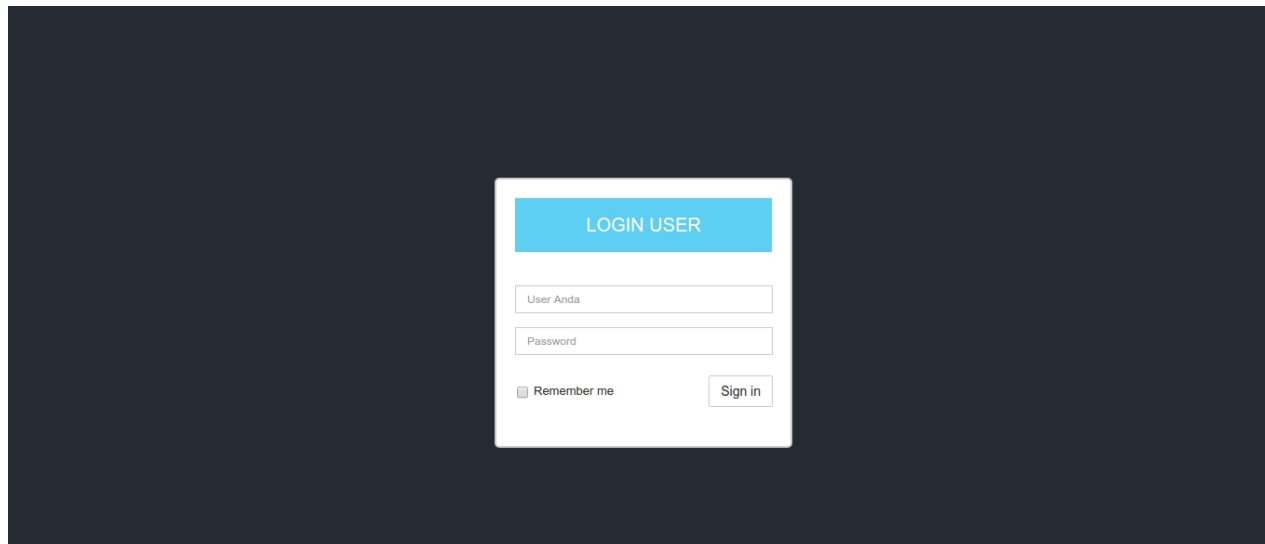 LOGIN USER
User Anda
Password
Remember me
Sign in